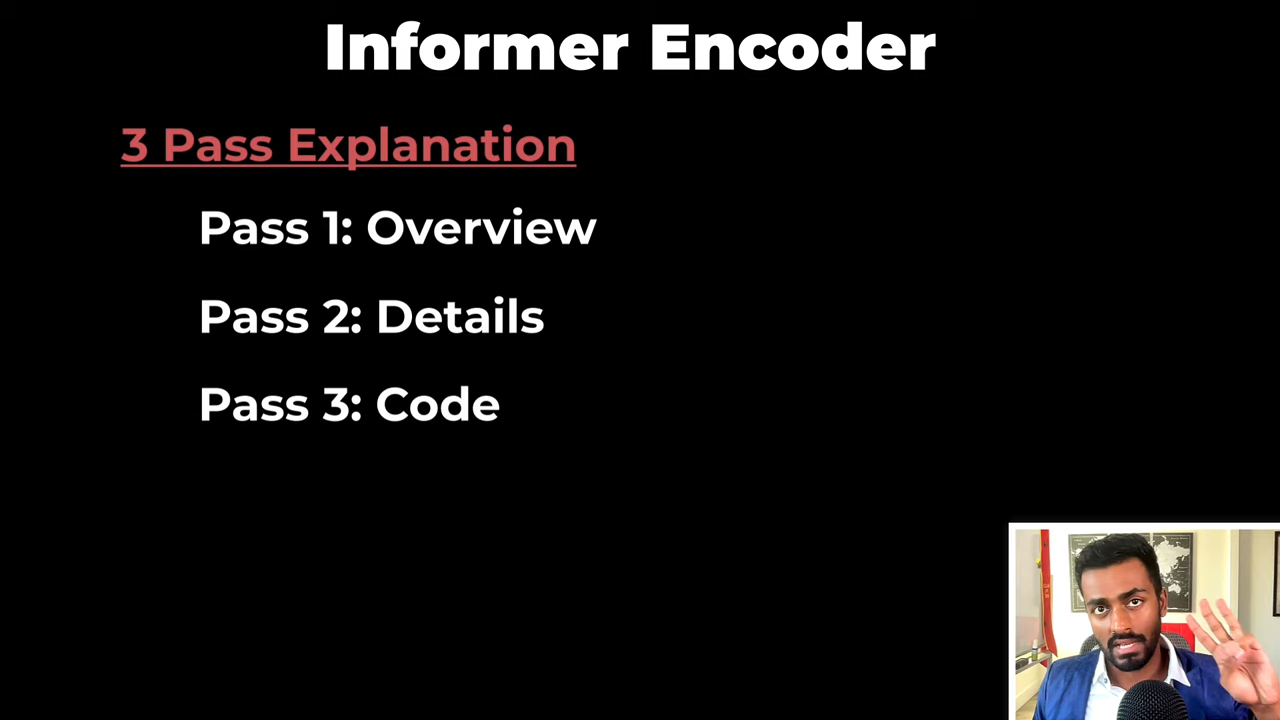 Informer Encoder
3 Pass Explanation
Pass 1: Overview
Pass 2: Details
Pass 3: Code